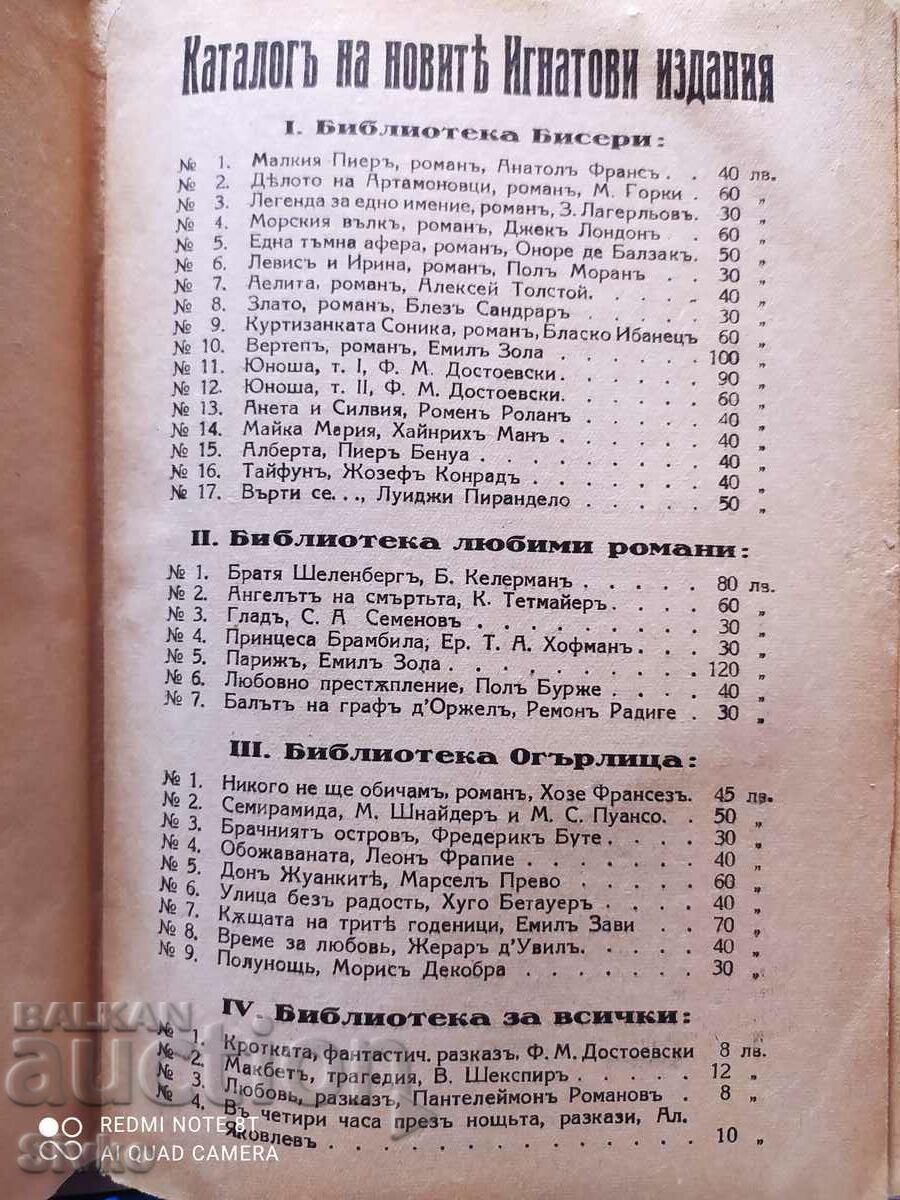 Каталогъ на новитѣ Игнатови издания
I. Библиотека Бисери:
№ 1. Малкия Пиеръ, романъ, Анатолъ Франсъ . . 40 лв.
№ 2. Дѣлото на Артамоновци, романъ, М. Горки . 60 „
№ 3. Легенда за едно имение, романъ, З. Лагерльовъ. 30 „
№ 4. Морския вълкъ, романъ, Джекъ Лондонъ . . 60 „
№ 5. Една тъмна афера, романъ, Оноре де Балзакъ. 50 „
№ 6. Левисъ и Ирина, романъ, Полъ Моранъ . . 30 „
№ 7. Аелита, романъ, Алексей Толстой. . . . . 40 „
№ 8. Злато, романъ, Блезъ Сандраръ . . . . . 30 „
№ 9. Куртизанката Соника, романъ, Бласко Ибанецъ 60 „
№ 10. Вертепъ, романъ, Емилъ Зола . . . . . . 100 „
№ 11. Юноша, т. I, Ф. М. Достоевски. . . . . . 90 „
№ 12. Юноша, т. II, Ф. М. Достоевски. . . . . . 60 „
№ 13. Анета и Силвия, Роменъ Роланъ . . . . . 40 „
№ 14. Майка Мария, Хайнрихъ Манъ . . . . . . 40 „
№ 15. Алберта, Пиеръ Бенуа . . . . . . . . 40 „
№ 16. Тайфунъ, Жозефъ Конрадъ . . . . . . . 40 „
№ 17. Върти се..., Луиджи Пирандело . . . . . 50 „
II. Библиотека любими романи:
№ 1. Братя Шеленбергъ, Б. Келерманъ . . . . . 80 лв.
№ 2. Ангелътъ на смъртьта, К. Тетмайеръ . . . . 60 „
№ 3. Гладъ, С. А Семеновъ . . . . . . . . 30 „
№ 4. Принцеса Брамбила, Ер. Т. А. Хофманъ . . . 30 „
№ 5. Парижъ, Емилъ Зола . . . . . . . . . 120 „
№ 6. Любовно престѫпление, Полъ Бурже . . . . 40 „
№ 7. Балътъ на графъ д'Оржелъ, Ремонъ Радиге . 30 „
III. Библиотека Огърлица:
№ 1. Никого не ще обичамъ, романъ, Хозе Франсезъ. 45 лв.
№ 2. Семирамида, М. Шнайдеръ и М. С. Пуансо. . 50 „
№ 3. Брачниятъ островъ, Фредерикъ Буте . . . . 30 „
№ 4. Обожаваната, Леонъ Фрапие . . . . . . . 40 „
№ 5. Донъ Жуанкитѣ, Марселъ Прево . . . . . 60 „
№ 6. Улица безъ радость, Хуго Бетауеръ . . . . 40 „
№ 7. Кѫщата на тритѣ годеници, Емилъ Зави . . 70 „
№ 8. Време за любовь, Жераръ д'Увилъ. . . . . 40 „
№ 9. Полунощь, Морисъ Декобра . . . . . . . 30 „
IV. Библиотека за всички:
№ 1. Кротката, фантастич. разказъ, Ф. М. Достоевски 8 лв.
№ 2. Макбетъ, трагедия, В. Шекспиръ . . . . . 12 „
№ 3. Любовь, разказъ, Пантелеймонъ Романовъ . 8 „
№ 4. Въ четири часа презъ нощьта, разкази, Ал.
Яковлевъ . . . . . . . . . . . . 10 „
BALKAN
auction
REDMI NOTE 8T
AI QUAD CAMERA
Sivko